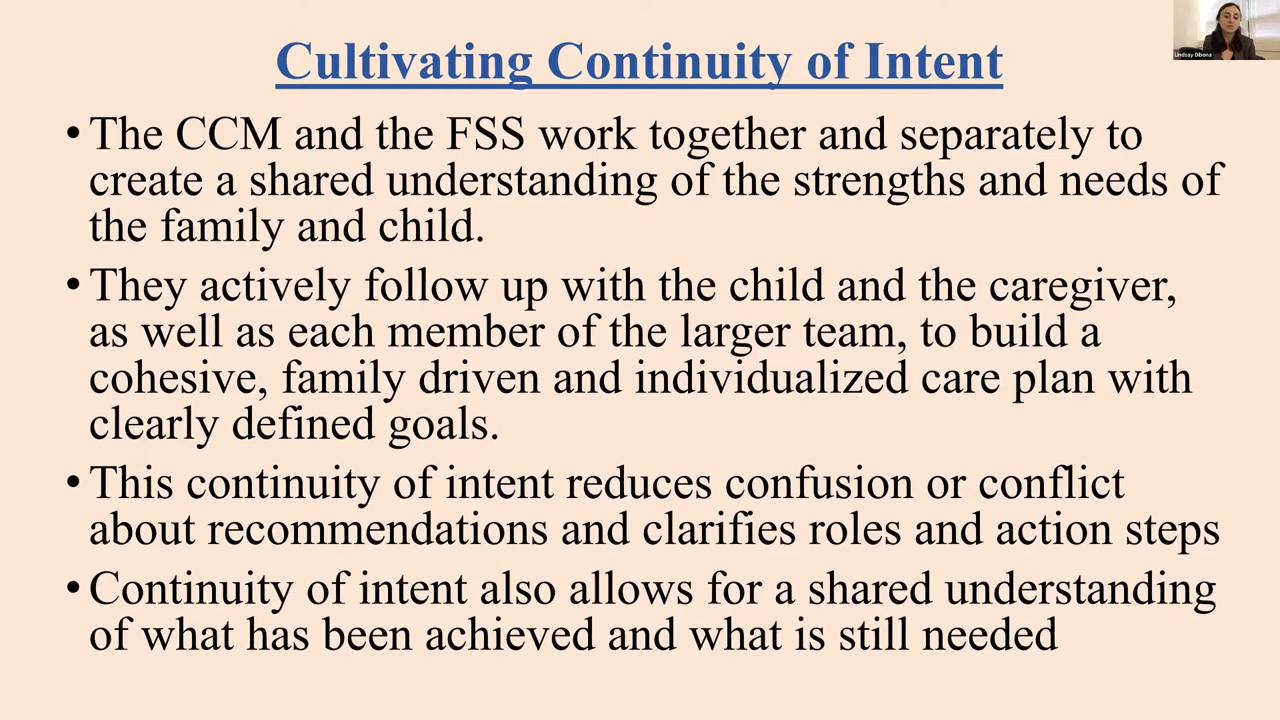 Cultivating Continuity of Intent
Lindsay Dibona
• The CCM and the FSS work together and separately to
create a shared understanding of the strengths and needs of
the family and child.
• They actively follow up with the child and the caregiver,
as well as each member of the larger team, to build a
cohesive, family driven and individualized care plan with
clearly defined goals.
• This continuity of intent reduces confusion or conflict
about recommendations and clarifies roles and action steps
• Continuity of intent also allows for a shared understanding
of what has been achieved and what is still needed